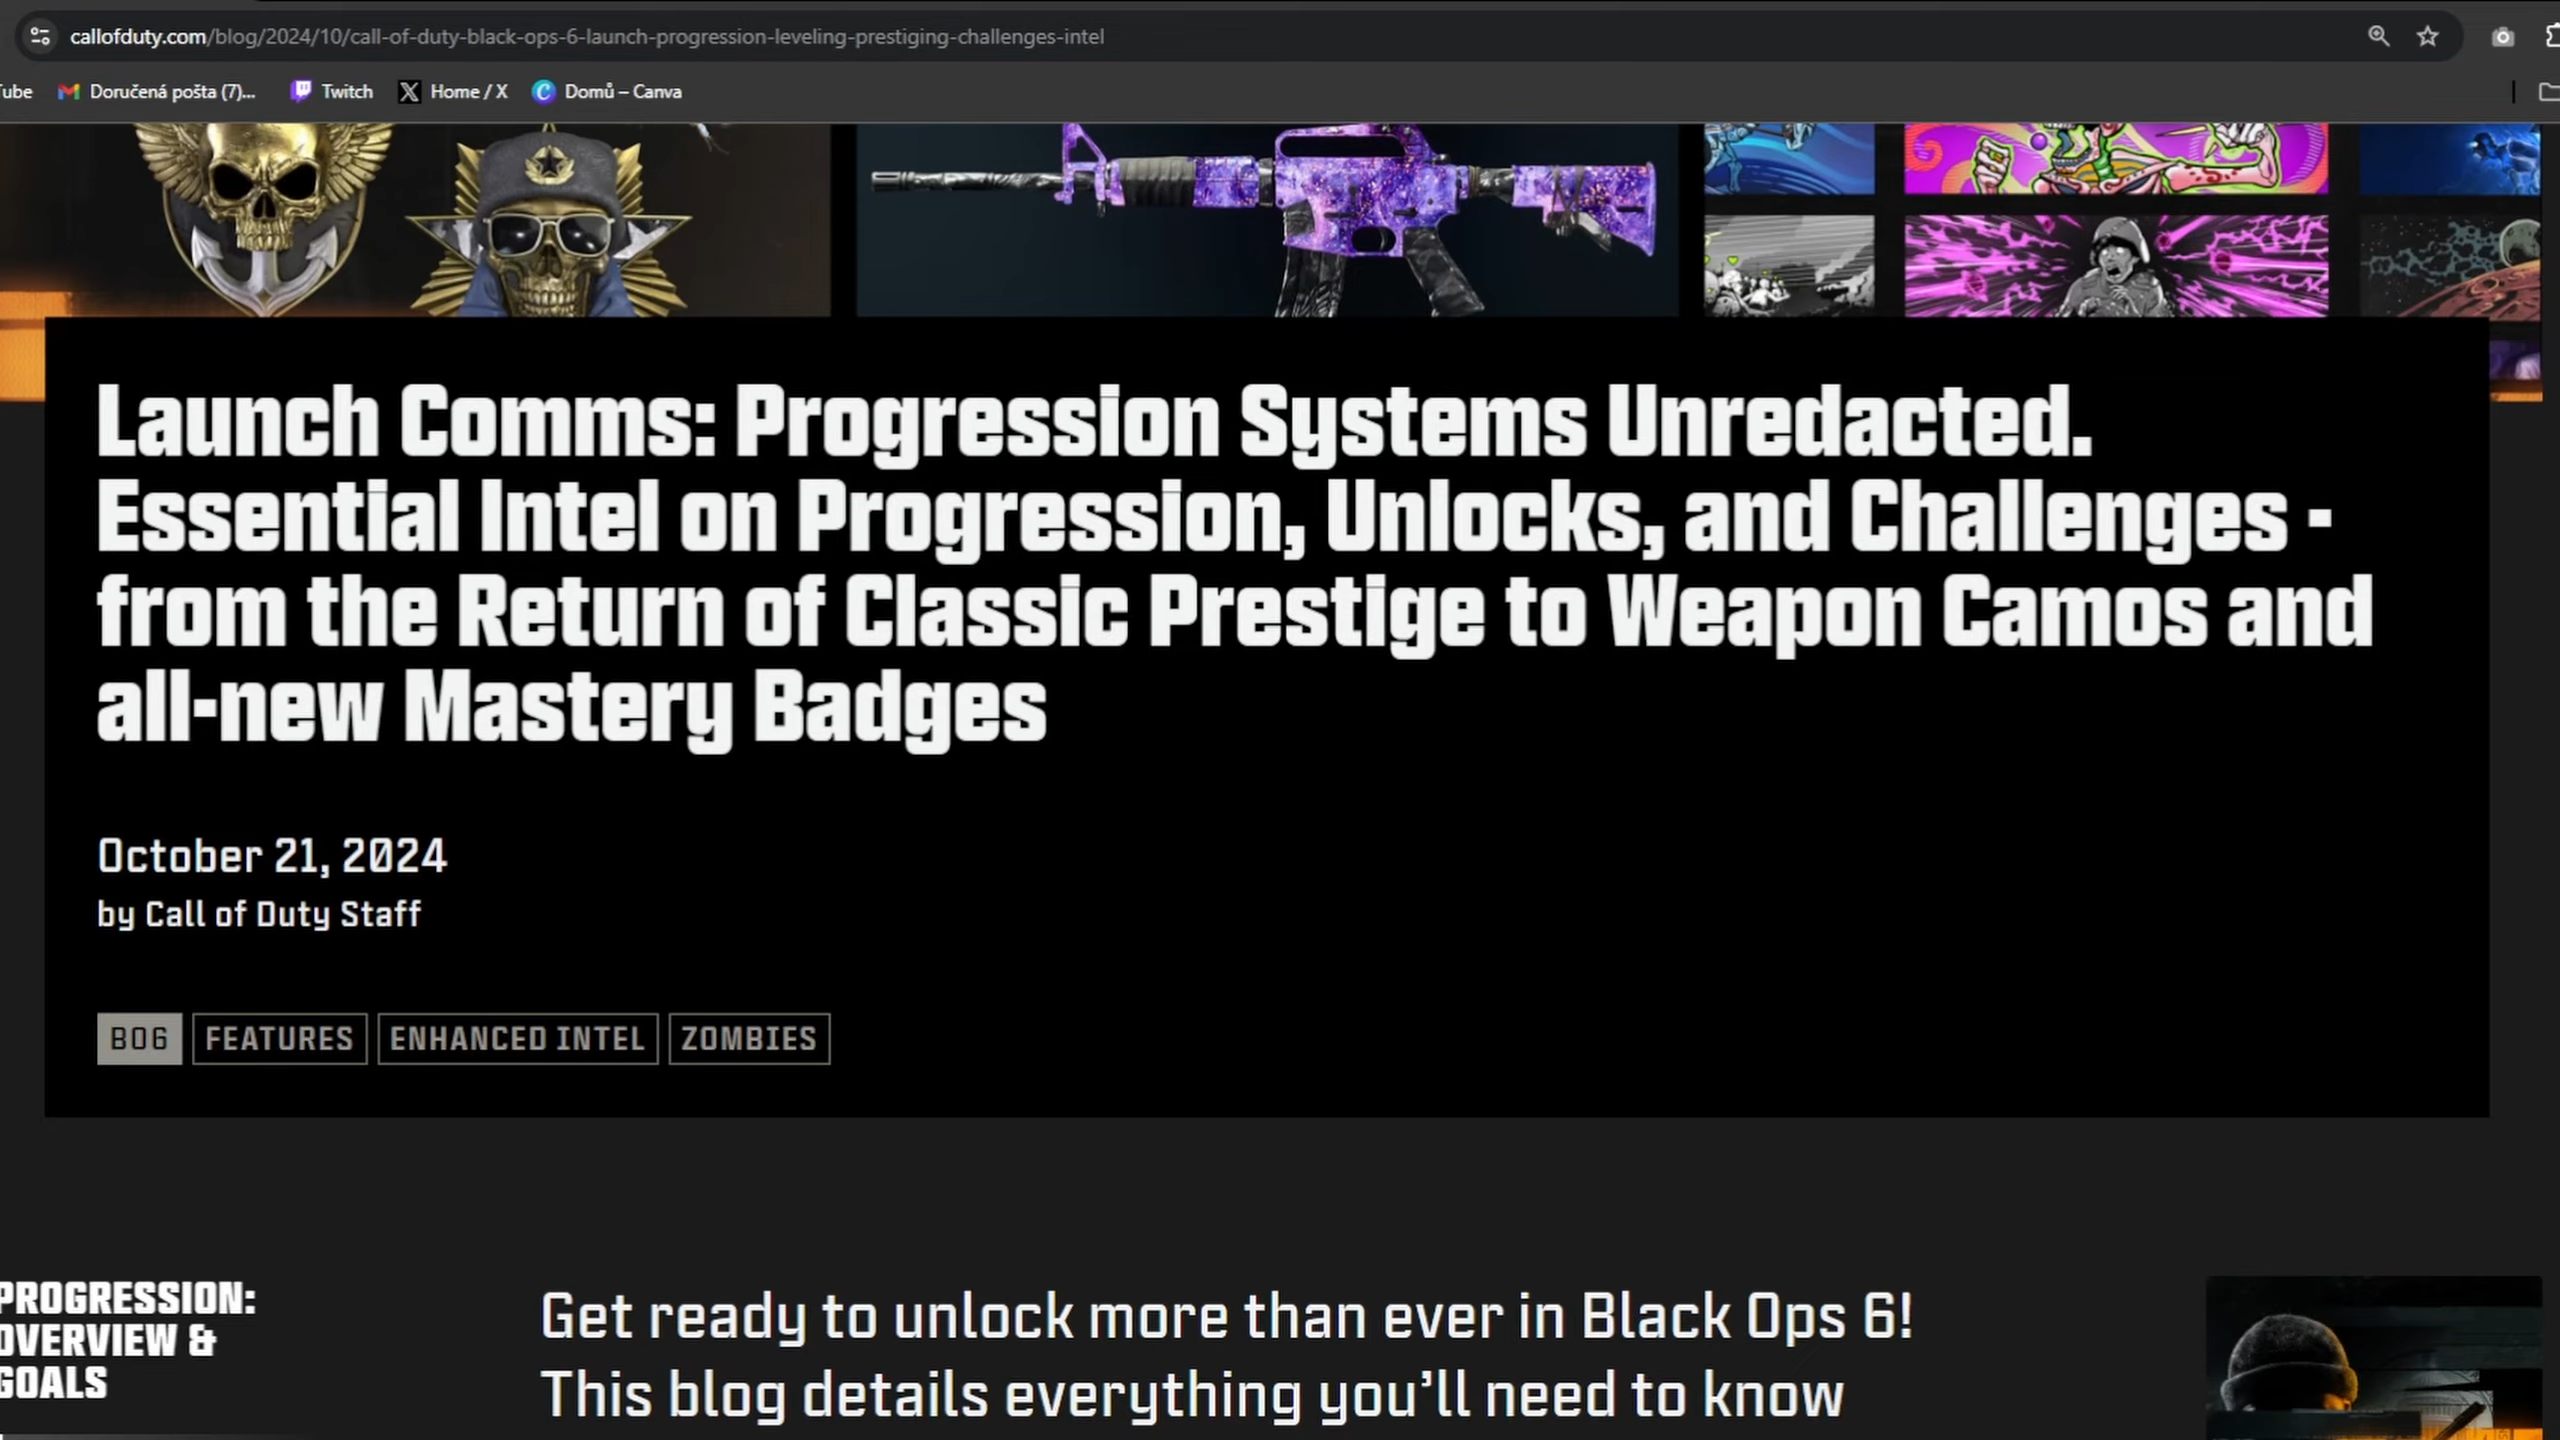 callofduty.com/blog/2024/10/call-of-duty-black-ops-6-launch-progression-leveling-prestiging-challenges-intel
ube Doručená pošta (7)... Twitch Home / X Domů – Canva
Launch Comms: Progression Systems Unredacted.
Essential Intel on Progression, Unlocks, and Challenges -
from the Return of Classic Prestige to Weapon Camos and
all-new Mastery Badges
October 21, 2024
by Call of Duty Staff
BO6 FEATURES ENHANCED INTEL ZOMBIES
PROGRESSION:
OVERVIEW &
GOALS
Get ready to unlock more than ever in Black Ops 6!
This blog details everything you’ll need to know